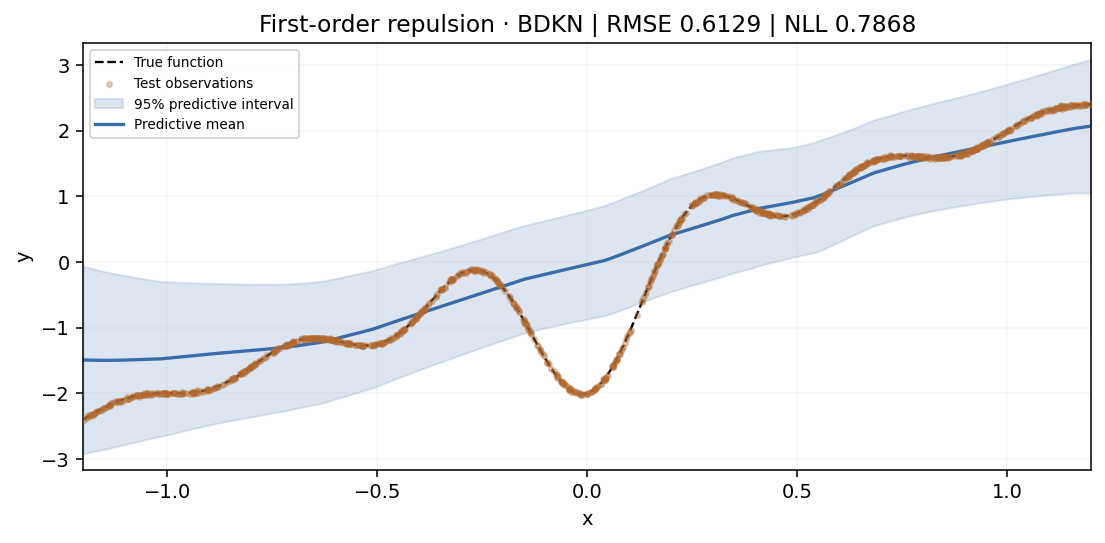 First-order repulsion · BDKN | RMSE 0.6129 | NLL 0.7868
True function
Test observations
95% predictive interval
Predictive mean
y
3
2
1
0
−1
−2
−3
−1.0
−0.5
0.0
0.5
1.0
x